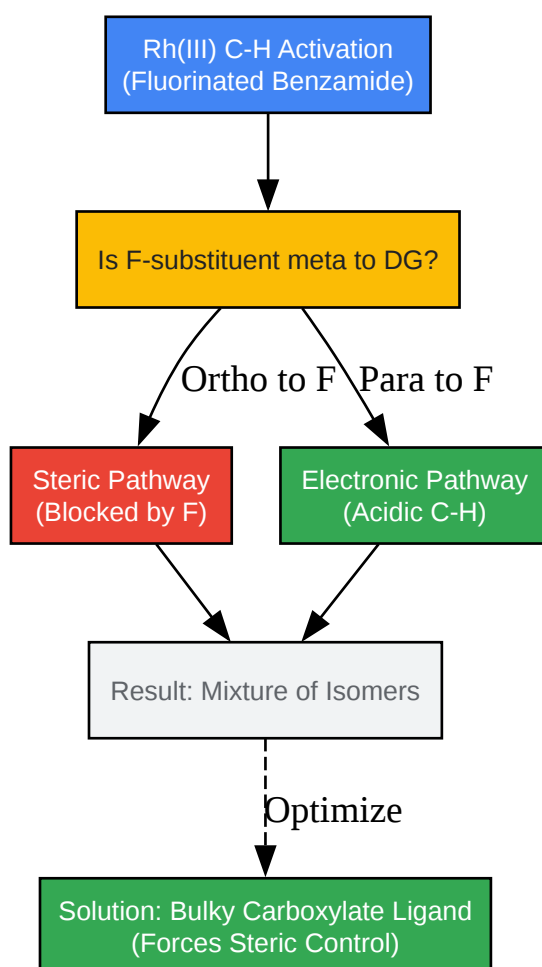 Rh(III) C-H Activation
(Fluorinated Benzamide)
Is F-substituent meta to DG?
Ortho to F
Para to F
Steric Pathway
(Blocked by F)
Electronic Pathway
(Acidic C-H)
Result: Mixture of Isomers
Optimize
Solution: Bulky Carboxylate Ligand
(Forces Steric Control)